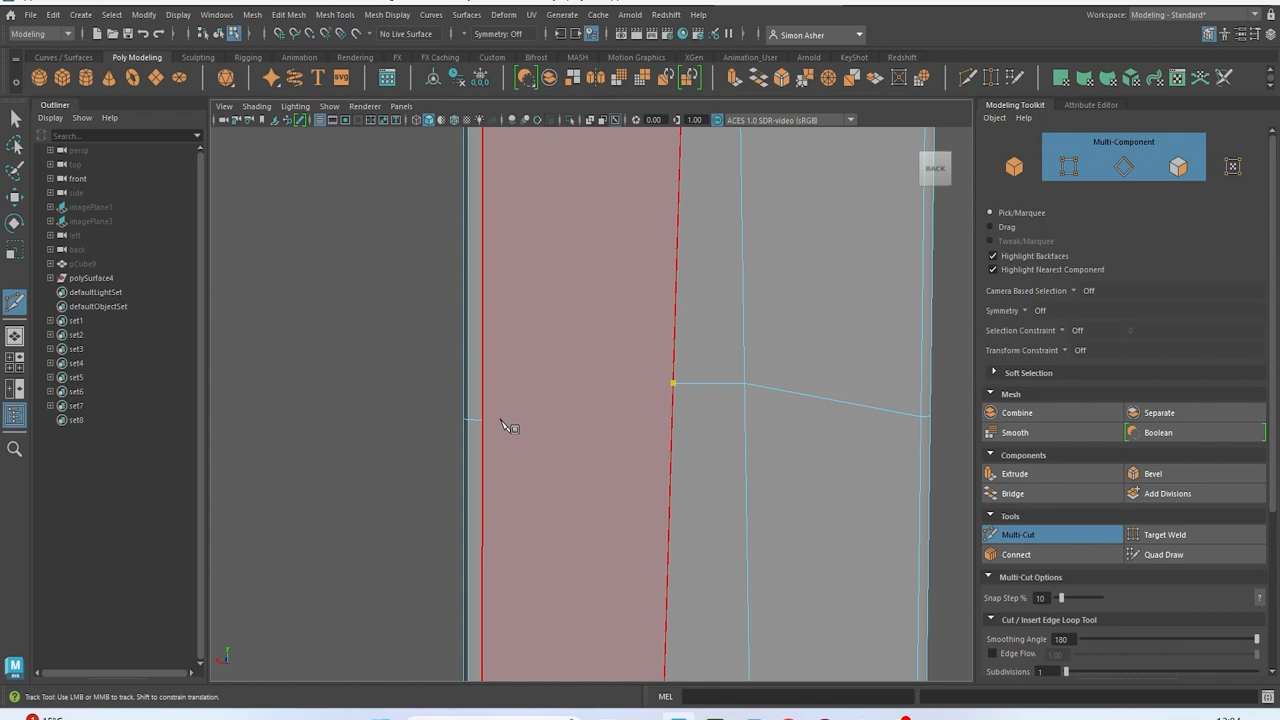 File Edit Create Select Modify Display Windows Mesh Edit Mesh Mesh Tools Mesh Display Curves Surfaces Deform UV Generate Cache Arnold Redshift Help Workspace: Modeling - Standard*
Modeling No Live Surface Symmetry: Off Simon Asher
Curves / Surfaces Poly Modeling Sculpting Rigging Animation Rendering FX FX Caching Custom Bifrost MASH Motion Graphics XGen Animation_User Arnold KeyShot Redshift
Outliner
Display Show Help
Search...
persp
top
front
side
imagePlane1
imagePlane3
left
back
pCube9
polySurface4
defaultLightSet
defaultObjectSet
set1
set2
set3
set4
set5
set6
set7
set8
View Shading Lighting Show Renderer Panels
0.00 1.00 ACES 1.0 SDR-video (sRGB)
BACK
Modeling Toolkit Attribute Editor
Object Help
Multi-Component
Pick/Marquee
Drag
Tweak/Marquee
Highlight Backfaces
Highlight Nearest Component
Camera Based Selection Off
Symmetry Off
Selection Constraint Off 0
Transform Constraint Off
Soft Selection
Mesh
Combine Separate
Smooth Boolean
Components
Extrude Bevel
Bridge Add Divisions
Tools
Multi-Cut Target Weld
Connect Quad Draw
Multi-Cut Options
Snap Step % 10 ?
Cut / Insert Edge Loop Tool
Smoothing Angle 180
Edge Flow 1.00
Subdivisions 1
Track Tool: Use LMB or MMB to track. Shift to constrain translation. MEL